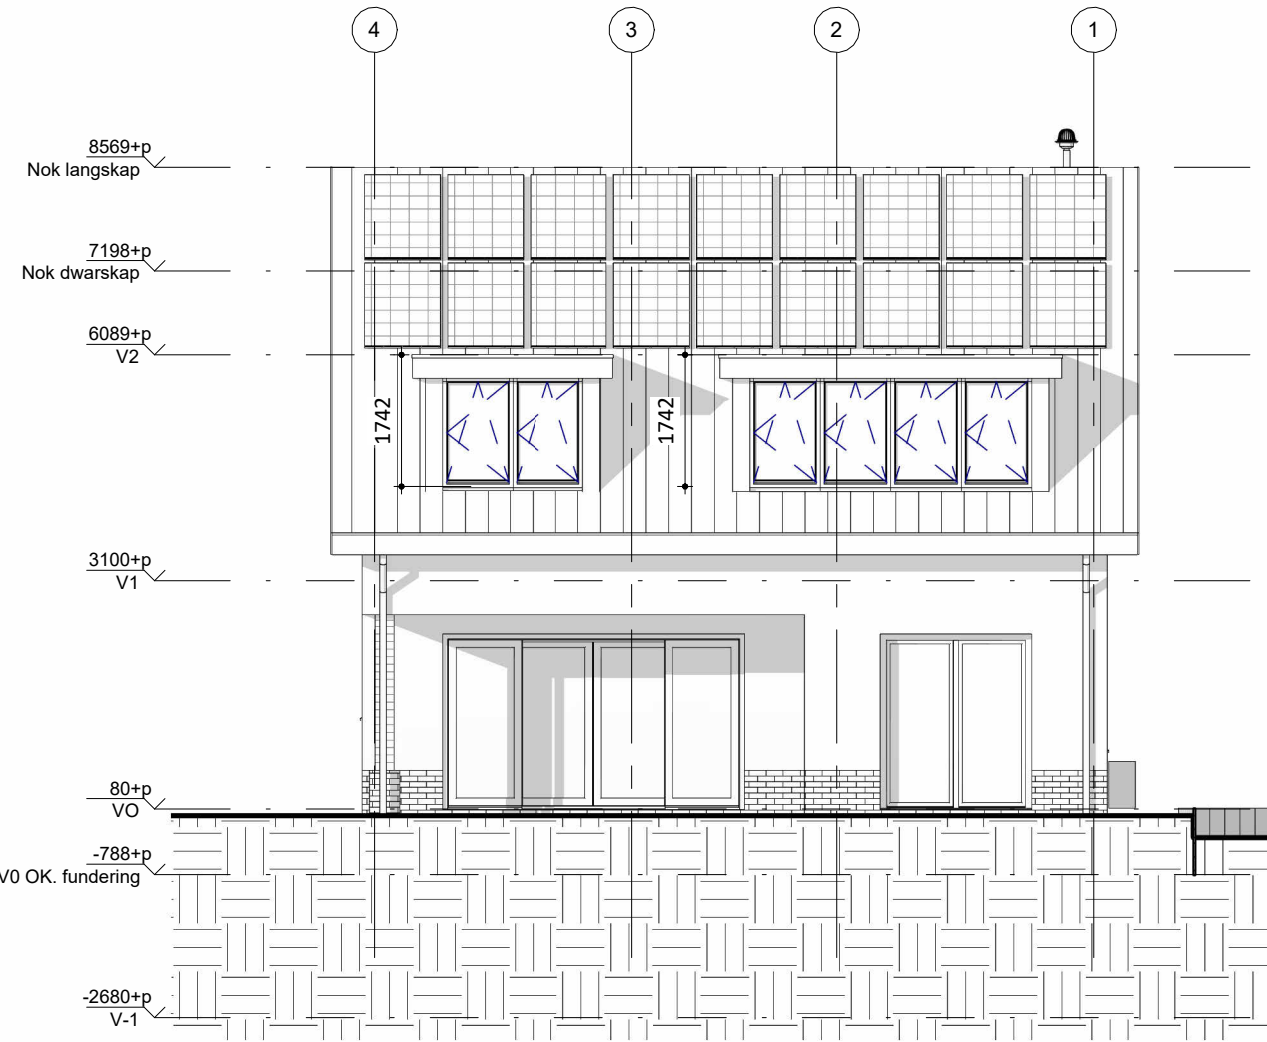 4 3 2 1
8569+p
Nok langskap
7198+p
Nok dwarskap
6089+p
V2
1742 1742
3100+p
V1
80+p
VO
-788+p
V0 OK. fundering
-2680+p
V-1